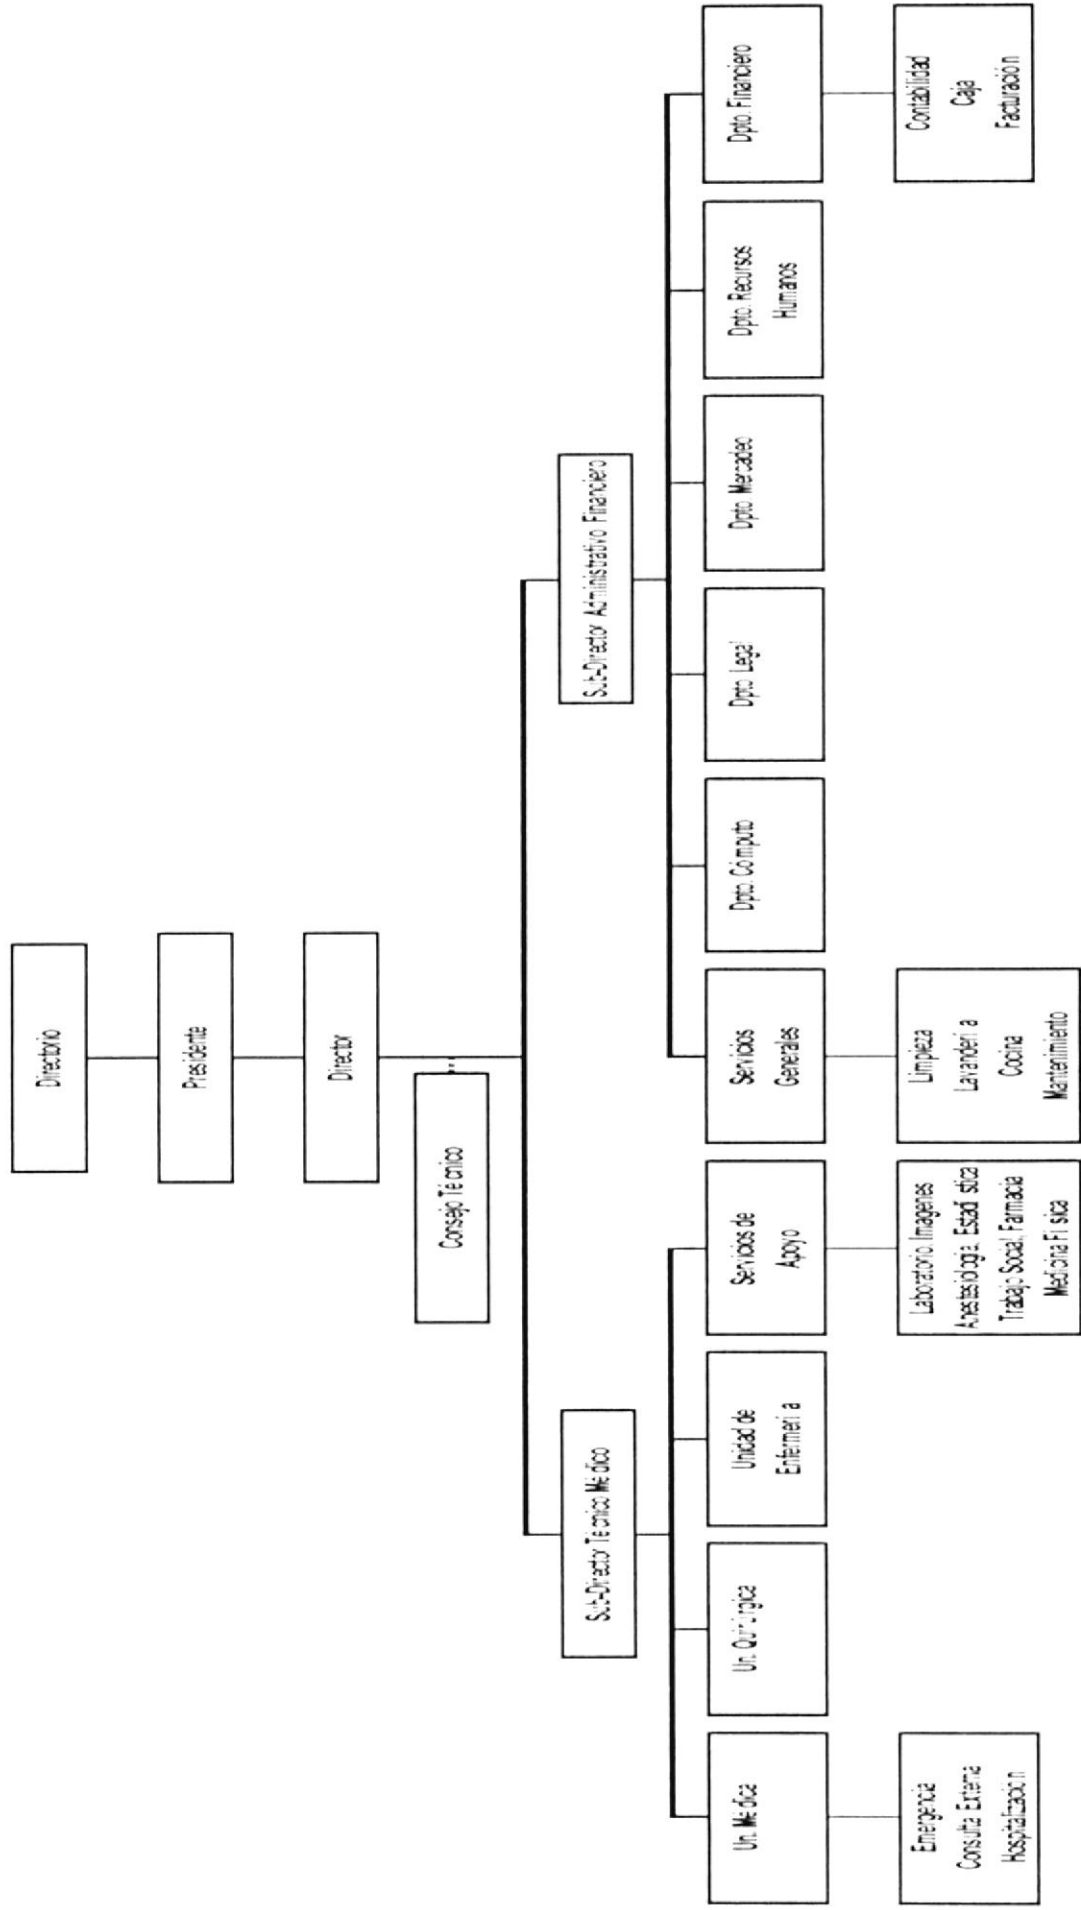 Directorio
Presidente
Director
Consejo Técnico
Sub-Director Técnico Médico
Sub-Director Administrativo Financiero
Un. Médica
Un. Quirúrgica
Unidad de
Enfermería
Servicios de
Apoyo
Servicios
Generales
Dpto. Cómputo
Dpto. Legal
Dpto. Mercadeo
Dpto. Recursos
Humanos
Dpto. Financiero
Emergencia
Consulta Externa
Hospitalización
Laboratorio. Imagenes
Anestesiología. Estadística
Trabajo Social, Farmacia
Medicina Física
Limpieza
Lavandería
Cocina
Mantenimiento
Contabilidad
Caja
Facturación